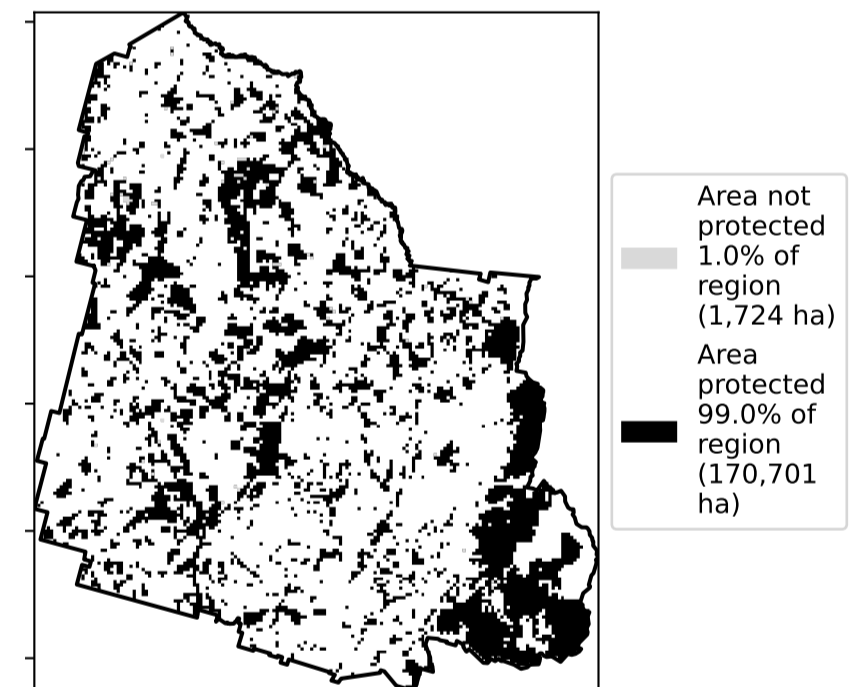 Area not
protected
1.0% of
region
(1,724 ha)
Area
protected
99.0% of
region
(170,701
ha)